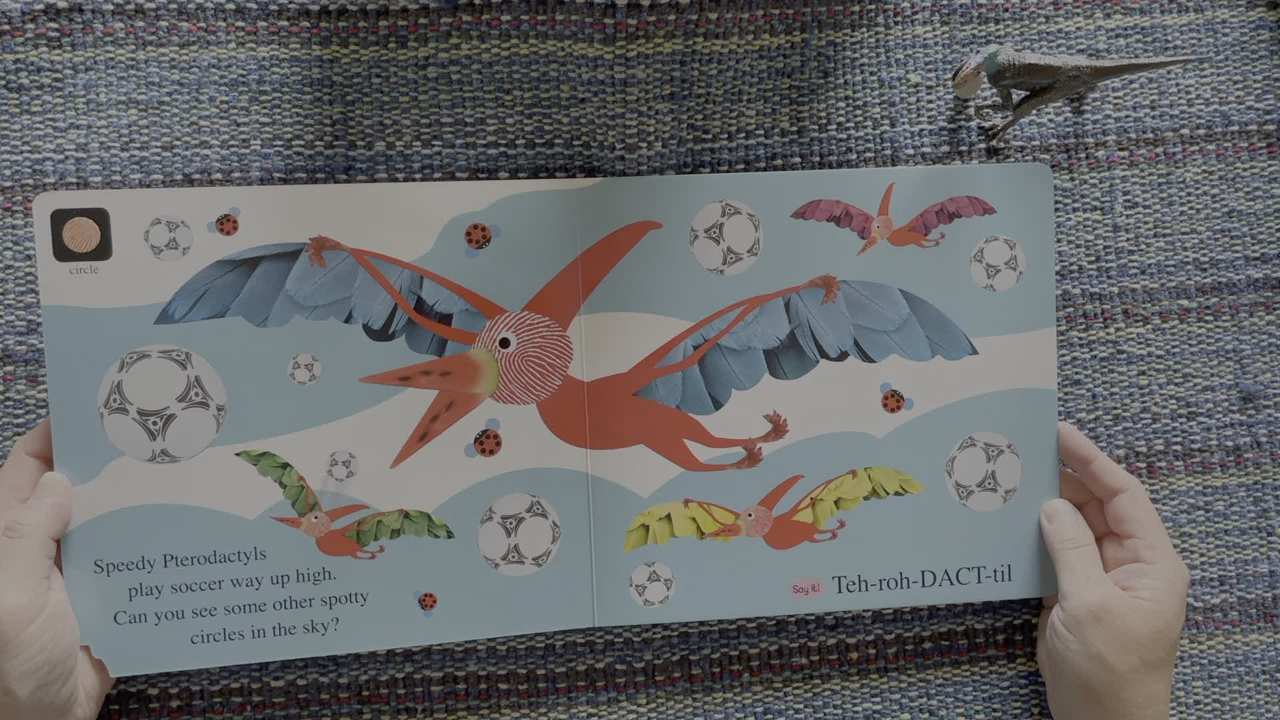 circle
Speedy Pterodactyls
play soccer way up high.
Can you see some other spotty
circles in the sky?
Say It! Teh-roh-DACT-til